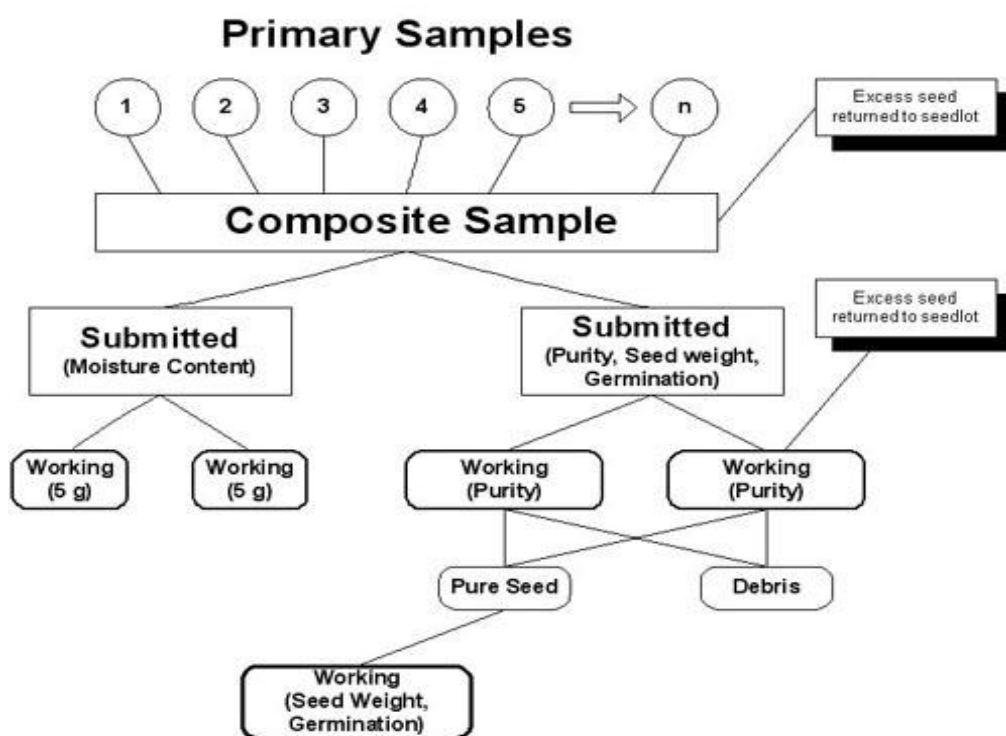 Primary Samples
1 2 3 4 5 n
Excess seed
returned to seedlot
Composite Sample
Excess seed
returned to seedlot
Submitted
(Moisture Content)
Submitted
(Purity, Seed weight,
Germination)
Working
(5 g)
Working
(5 g)
Working
(Purity)
Working
(Purity)
Pure Seed
Debris
Working
(Seed Weight,
Germination)